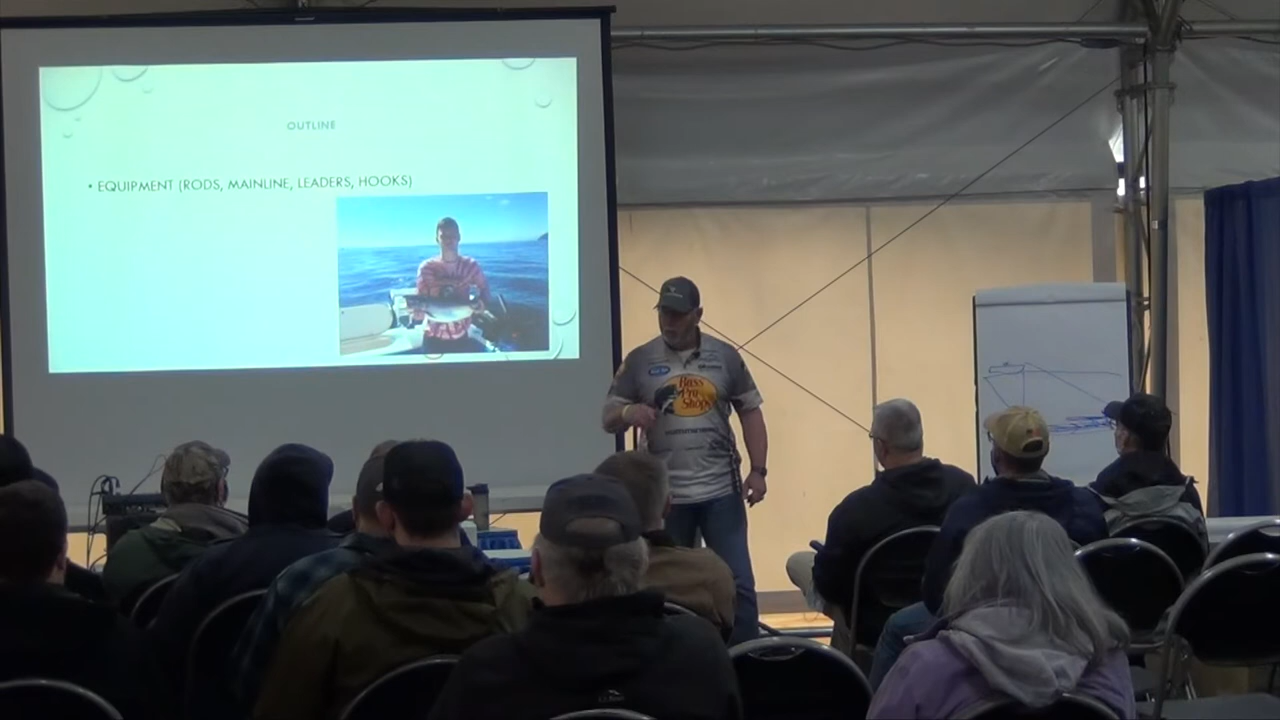 OUTLINE
• EQUIPMENT (RODS, MAINLINE, LEADERS, HOOKS)
Bass
Pro
Shops